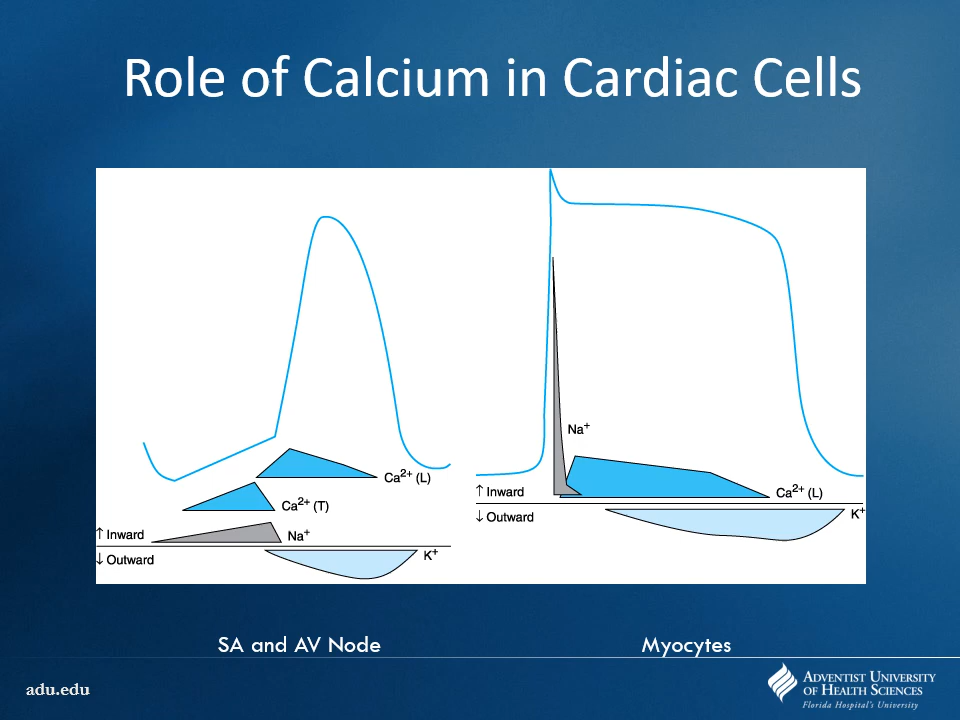 Role of Calcium in Cardiac Cells
Ca2+ (L)
Ca2+ (T)
↑ Inward
Na+
↓ Outward
K+
Na+
↑ Inward
Ca2+ (L)
↓ Outward
K+
SA and AV Node
Myocytes
adu.edu
ADVENTIST UNIVERSITY
OF HEALTH SCIENCES
Florida Hospital's University